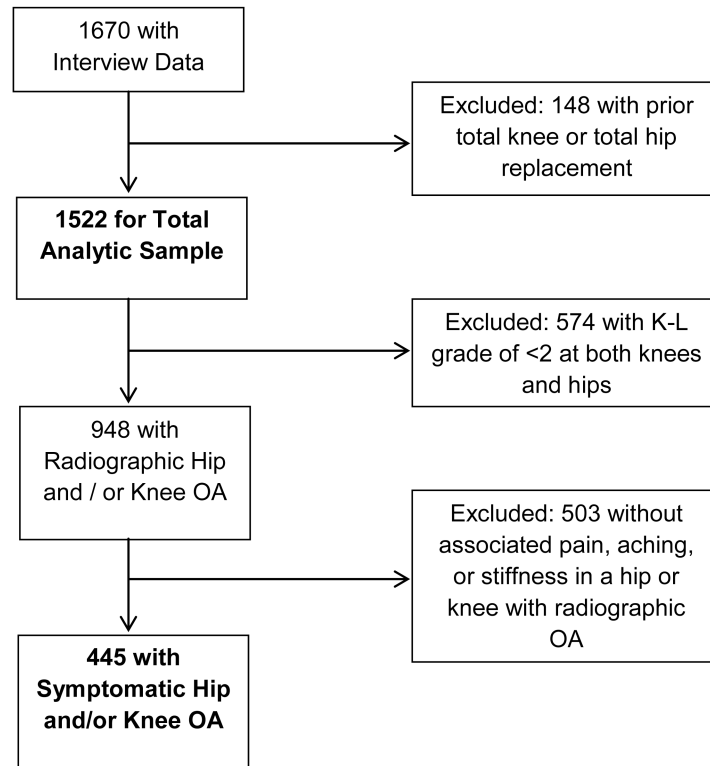 1670 with
Interview Data
Excluded: 148 with prior
total knee or total hip
replacement
1522 for Total
Analytic Sample
Excluded: 574 with K-L
grade of <2 at both knees
and hips
948 with
Radiographic Hip
and / or Knee OA
Excluded: 503 without
associated pain, aching,
or stiffness in a hip or
knee with radiographic
OA
445 with
Symptomatic Hip
and/or Knee OA